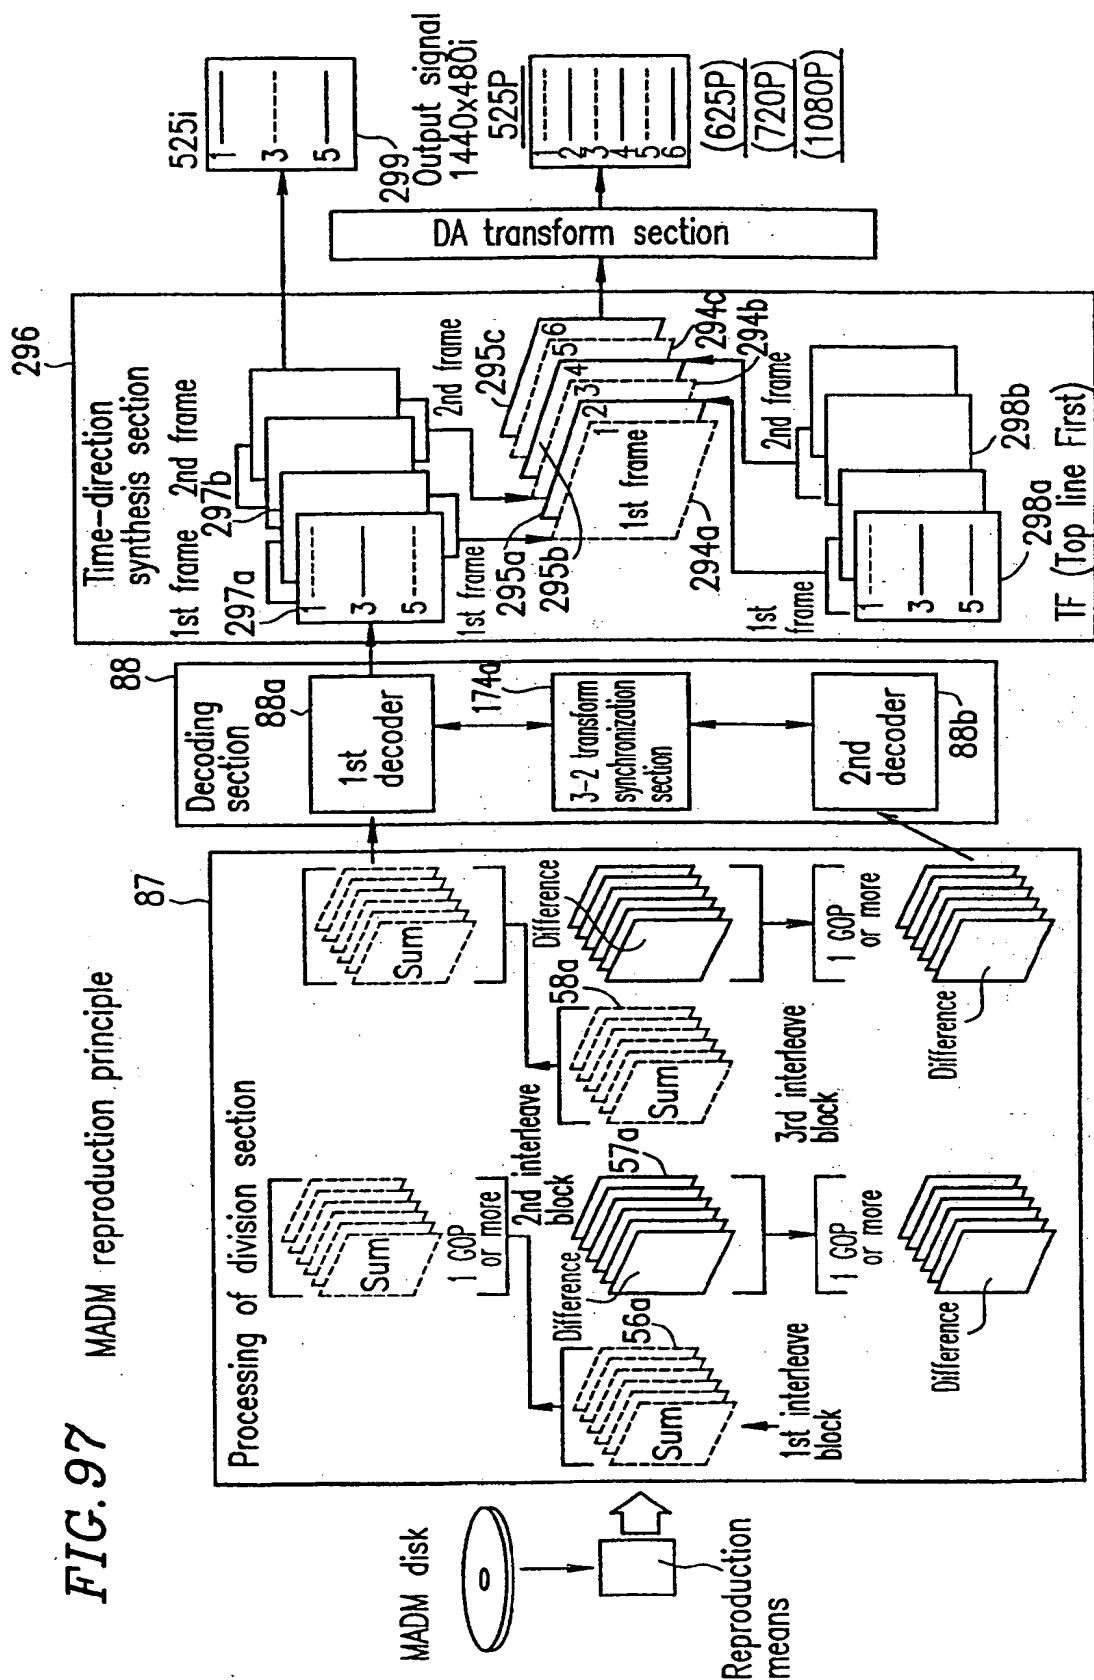 FIG. 97
MADM reproduction principle
MADM disk
Reproduction
means
87
Processing of division section
Sum
1 GOP
or more
Sum
2nd interleave
block
Difference
56a
Sum
1st interleave
block
57a
58a
Sum
Difference
3rd interleave
block
1 GOP
or more
Difference
1 GOP
or more
Difference
88
Decoding
section
88a
1st
decoder
174a
3-2 transform
synchronization
section
2nd
decoder
88b
296
Time-direction
synthesis section
1st frame
2nd frame
297a
297b
1
3
5
1st frame
2nd frame
295a
295b
295c
1st frame
1
2
3
4
5
6
294a
294b
294c
1st
frame
2nd frame
1
3
5
298a
298b
TF (Top line First)
DA transform section
525i
1
3
5
299
Output signal
1440x480i
525P
1
2
3
4
5
6
(625P)
(720P)
(1080P)